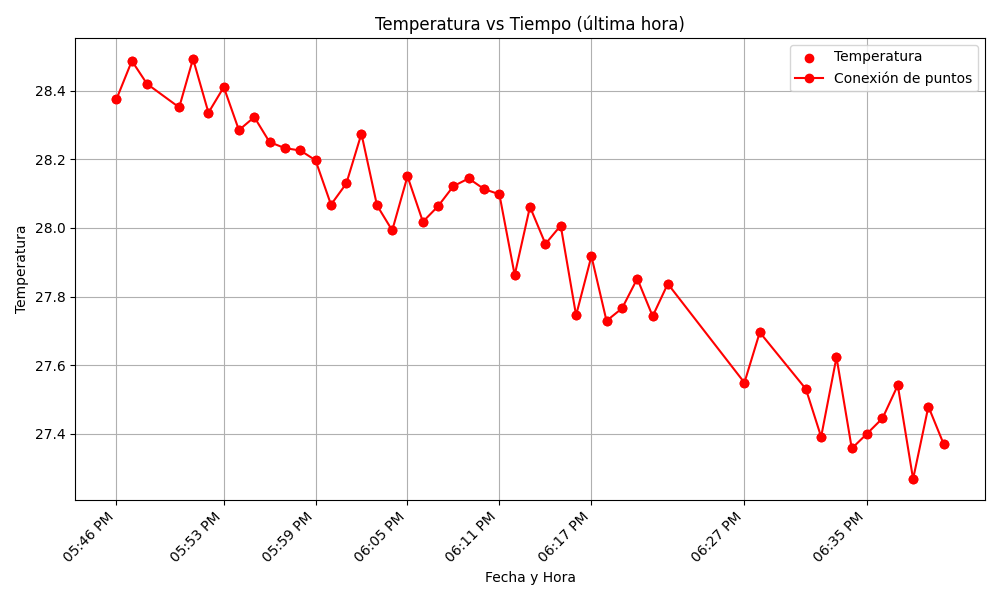 Temperatura vs Tiempo (última hora)
Temperatura
Conexión de puntos
Temperatura
28.4
28.2
28.0
27.8
27.6
27.4
05:46 PM
05:53 PM
05:59 PM
06:05 PM
06:11 PM
06:17 PM
06:27 PM
06:35 PM
Fecha y Hora